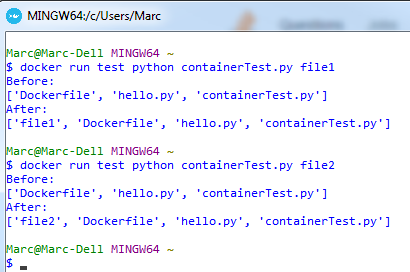 MINGW64:/c/Users/Marc
Marc@Marc-Dell MINGW64 ~
$ docker run test python containerTest.py file1
Before:
['Dockerfile', 'hello.py', 'containerTest.py']
After:
['file1', 'Dockerfile', 'hello.py', 'containerTest.py']
Marc@Marc-Dell MINGW64 ~
$ docker run test python containerTest.py file2
Before:
['Dockerfile', 'hello.py', 'containerTest.py']
After:
['file2', 'Dockerfile', 'hello.py', 'containerTest.py']
Marc@Marc-Dell MINGW64 ~
$